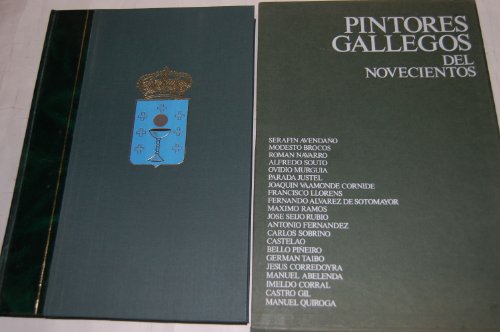 PINTORES
GALLEGOS
DEL
NOVECIENTOS
SERAFIN AVENDAÑO
MODESTO BROCOS
ROMAN NAVARRO
ALFREDO SOUTO
OVIDIO MURGUIA
PARADA JUSTEL
JOAQUIN VAAMONDE CORNIDE
FRANCISCO LLORENS
FERNANDO ALVAREZ DE SOTOMAYOR
MAXIMO RAMOS
JOSE SEIJO RUBIO
ANTONIO FERNANDEZ
CARLOS SOBRINO
CASTELAO
BELLO PIÑEIRO
GERMAN TAIBO
JESUS CORREDOYRA
MANUEL ABELENDA
IMELDO CORRAL
CASTRO GIL
MANUEL QUIROGA